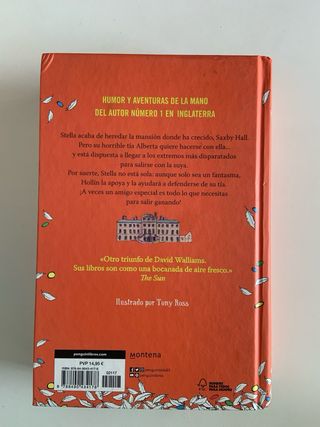 HUMOR Y AVENTURAS DE LA MANO
DEL AUTOR NÚMERO 1 EN INGLATERRA
Stella acaba de heredar la mansión donde ha crecido, Saxby Hall.
Pero su horrible tía Alberta quiere hacerse con ella...
y está dispuesta a llegar a los extremos más disparatados
para salirse con la suya.
Por suerte, Stella no está sola: aunque solo sea un fantasma,
Hollín la apoya y la ayudará a defenderse de su tía.
¡A veces un amigo especial es todo lo que necesitas
para salir ganando!
«Otro triunfo de David Walliams.
Sus libros son como una bocanada de aire fresco.»
The Sun
Ilustrado por Tony Ross
penguinlibros.com
PVP 14,95 €
montena
penguinkids
penguinlibros
FSC